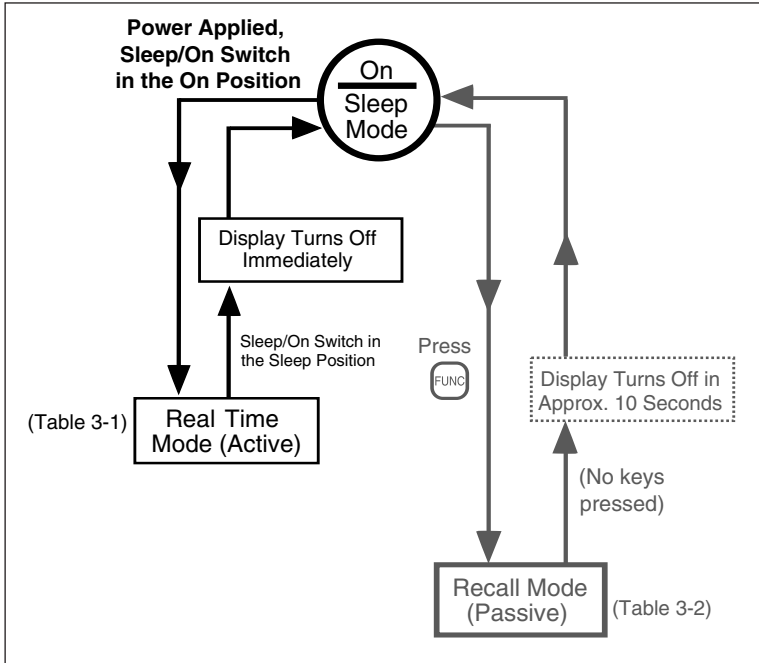 Power Applied,
Sleep/On Switch
in the On Position
On
Sleep
Mode
Display Turns Off
Immediately
Sleep/On Switch in
the Sleep Position
(Table 3-1)
Real Time
Mode (Active)
Press
FUNC
Display Turns Off in
Approx. 10 Seconds
(No keys
pressed)
Recall Mode
(Passive)
(Table 3-2)